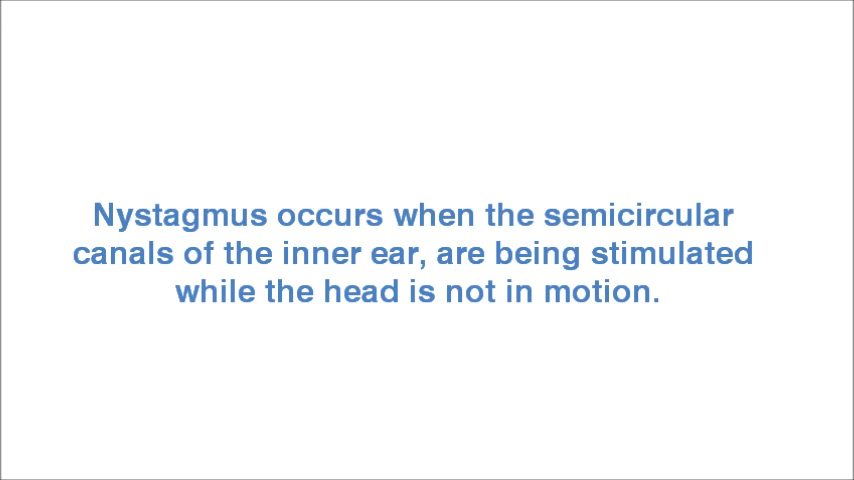 Nystagmus occurs when the semicircular
canals of the inner ear, are being stimulated
while the head is not in motion.